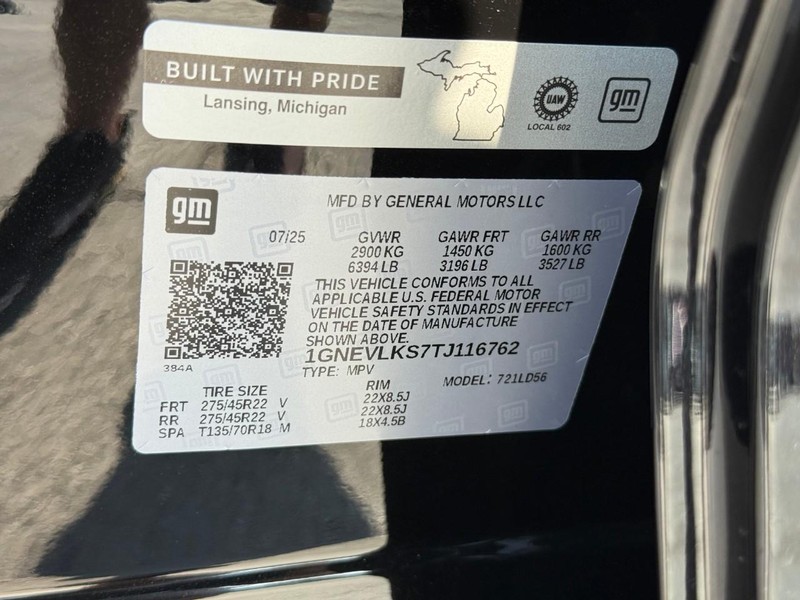 BUILT WITH PRIDE
Lansing, Michigan
UAW
LOCAL 602
gm
gm
MFD BY GENERAL MOTORS LLC
07/25 GVWR GAWR FRT GAWR RR
2900 KG 1450 KG 1600 KG
6394 LB 3196 LB 3527 LB
THIS VEHICLE CONFORMS TO ALL
APPLICABLE U.S. FEDERAL MOTOR
VEHICLE SAFETY STANDARDS IN EFFECT
ON THE DATE OF MANUFACTURE
SHOWN ABOVE.
1GNEVLKS7TJ116762
384A
TYPE: MPV MODEL: 721LD56
TIRE SIZE RIM
FRT 275/45R22 V 22X8.5J
RR 275/45R22 V 22X8.5J
SPA T135/70R18 M 18X4.5B